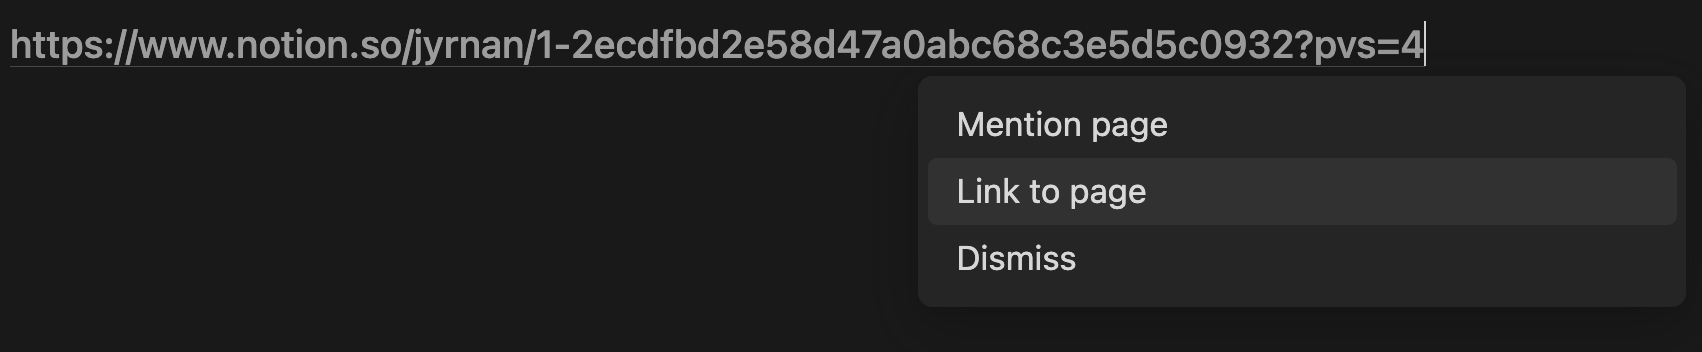 https://www.notion.so/jyrnan/1-2ecdfbd2e58d47a0abc68c3e5d5c0932?pvs=4
Mention page
Link to page
Dismiss